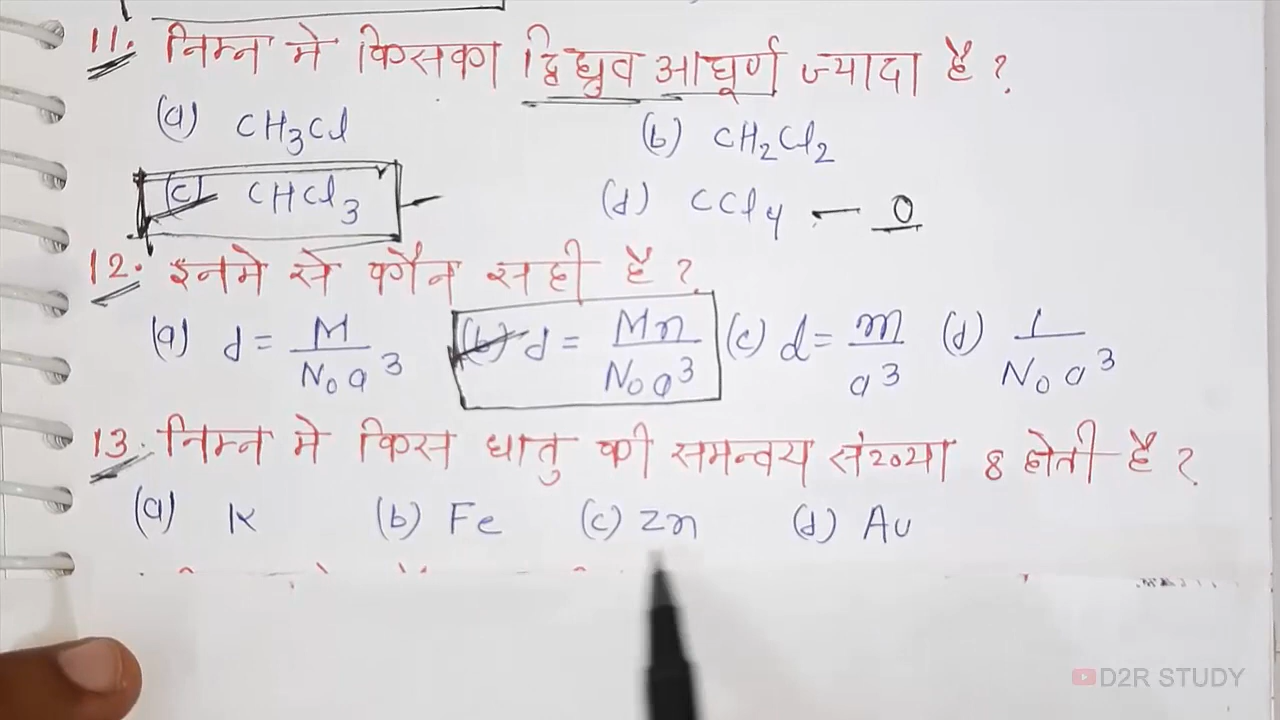 11. निम्न मे किसका द्विध्रुव आघूर्ण ज्यादा है ?
(a) CH3Cl (b) CH2Cl2
(c) CHCl3 (d) CCl4 — 0
12. इनमे से कौन सही है ?
(a) d = M / N₀a³ (b) d = Mn / N₀a³ (c) d = m / a³ (d) 1 / N₀a³
13. निम्न मे किस धातु की समन्वय संख्या 8 होती है ?
(a) K (b) Fe (c) Zn (d) Au
D2R STUDY